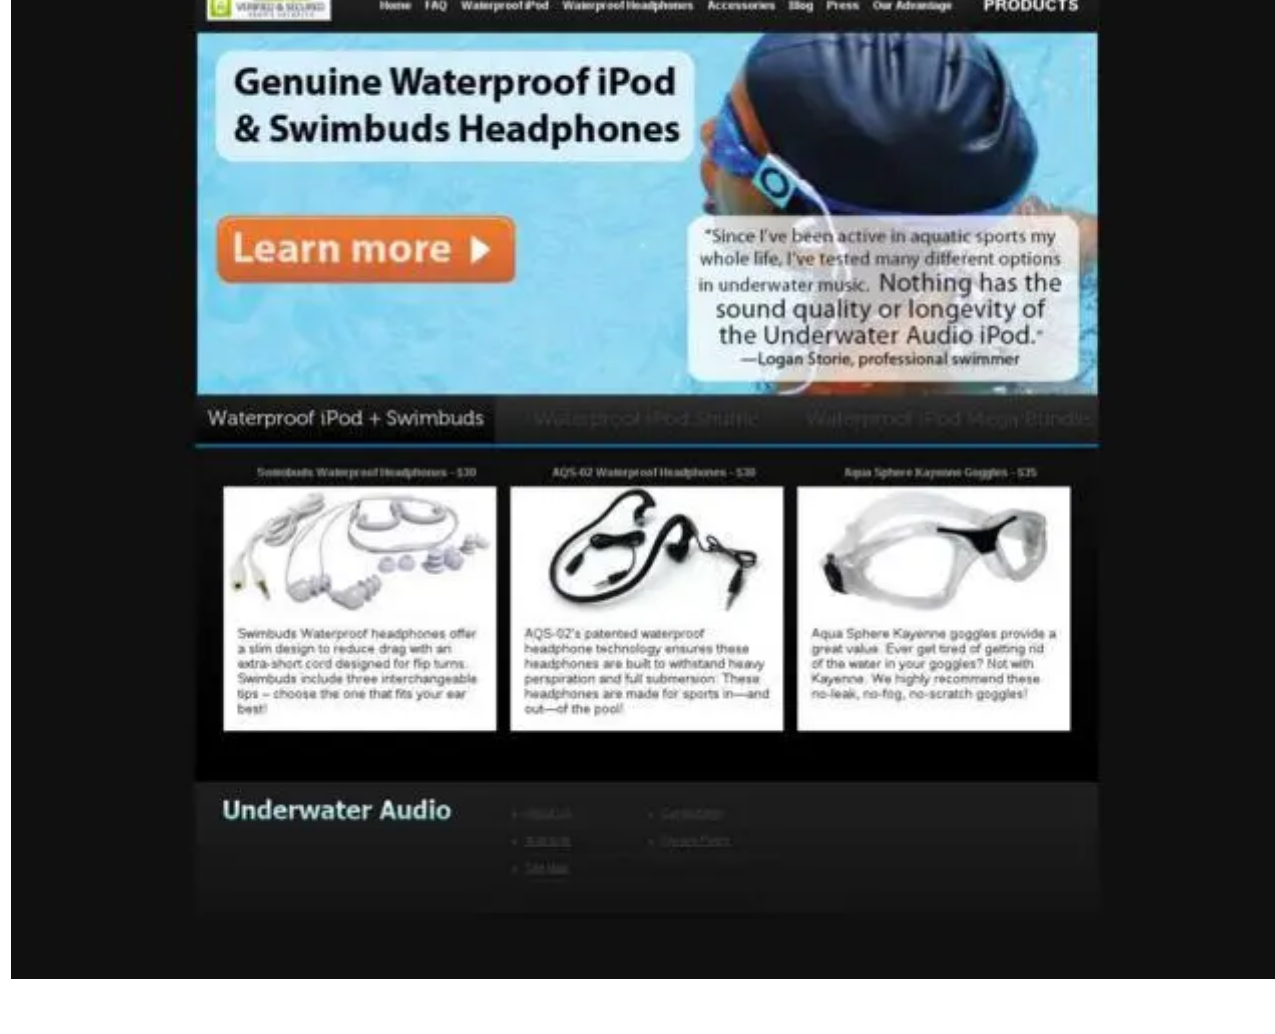 VERIFIED & SECURED
Home FAQ Waterproof iPod Waterproof Headphones Accessories Blog Press Our Advantage PRODUCTS
Genuine Waterproof iPod
& Swimbuds Headphones
Learn more
"Since I've been active in aquatic sports my
whole life, I've tested many different options
in underwater music. Nothing has the
sound quality or longevity of
the Underwater Audio iPod."
—Logan Storie, professional swimmer
Waterproof iPod + Swimbuds Waterproof iPod Shuffle Waterproof iPod Mega Bundle
Swimbuds Waterproof Headphones - $30 AQS-02 Waterproof Headphones - $30 Aqua Sphere Kayenne Goggles - $35
Swimbuds Waterproof headphones offer
a slim design to reduce drag with an
extra-short cord designed for flip turns.
Swimbuds include three interchangeable
tips – choose the one that fits your ear
best!
AQS-02's patented waterproof
headphone technology ensures these
headphones are built to withstand heavy
perspiration and full submersion. These
headphones are made for sports in—and
out—of the pool!
Aqua Sphere Kayenne goggles provide a
great value. Ever get tired of getting rid
of the water in your goggles? Not with
Kayenne. We highly recommend these
no-leak, no-fog, no-scratch goggles!
Underwater Audio
Site Map